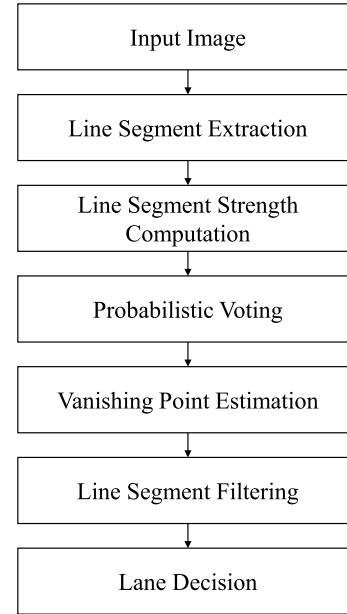 Input Image
Line Segment Extraction
Line Segment Strength
Computation
Probabilistic Voting
Vanishing Point Estimation
Line Segment Filtering
Lane Decision